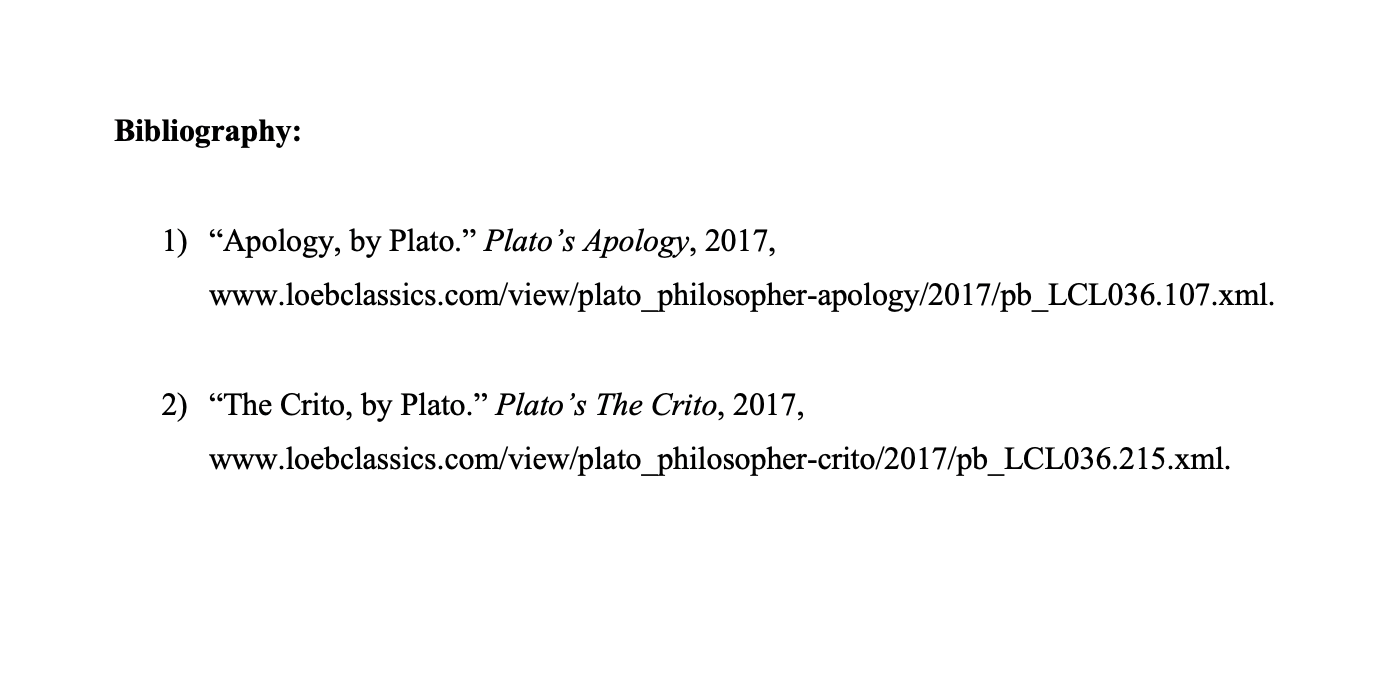 Bibliography:
1) “Apology, by Plato.” Plato’s Apology, 2017,
www.loebclassics.com/view/plato_philosopher-apology/2017/pb_LCL036.107.xml.
2) “The Crito, by Plato.” Plato’s The Crito, 2017,
www.loebclassics.com/view/plato_philosopher-crito/2017/pb_LCL036.215.xml.